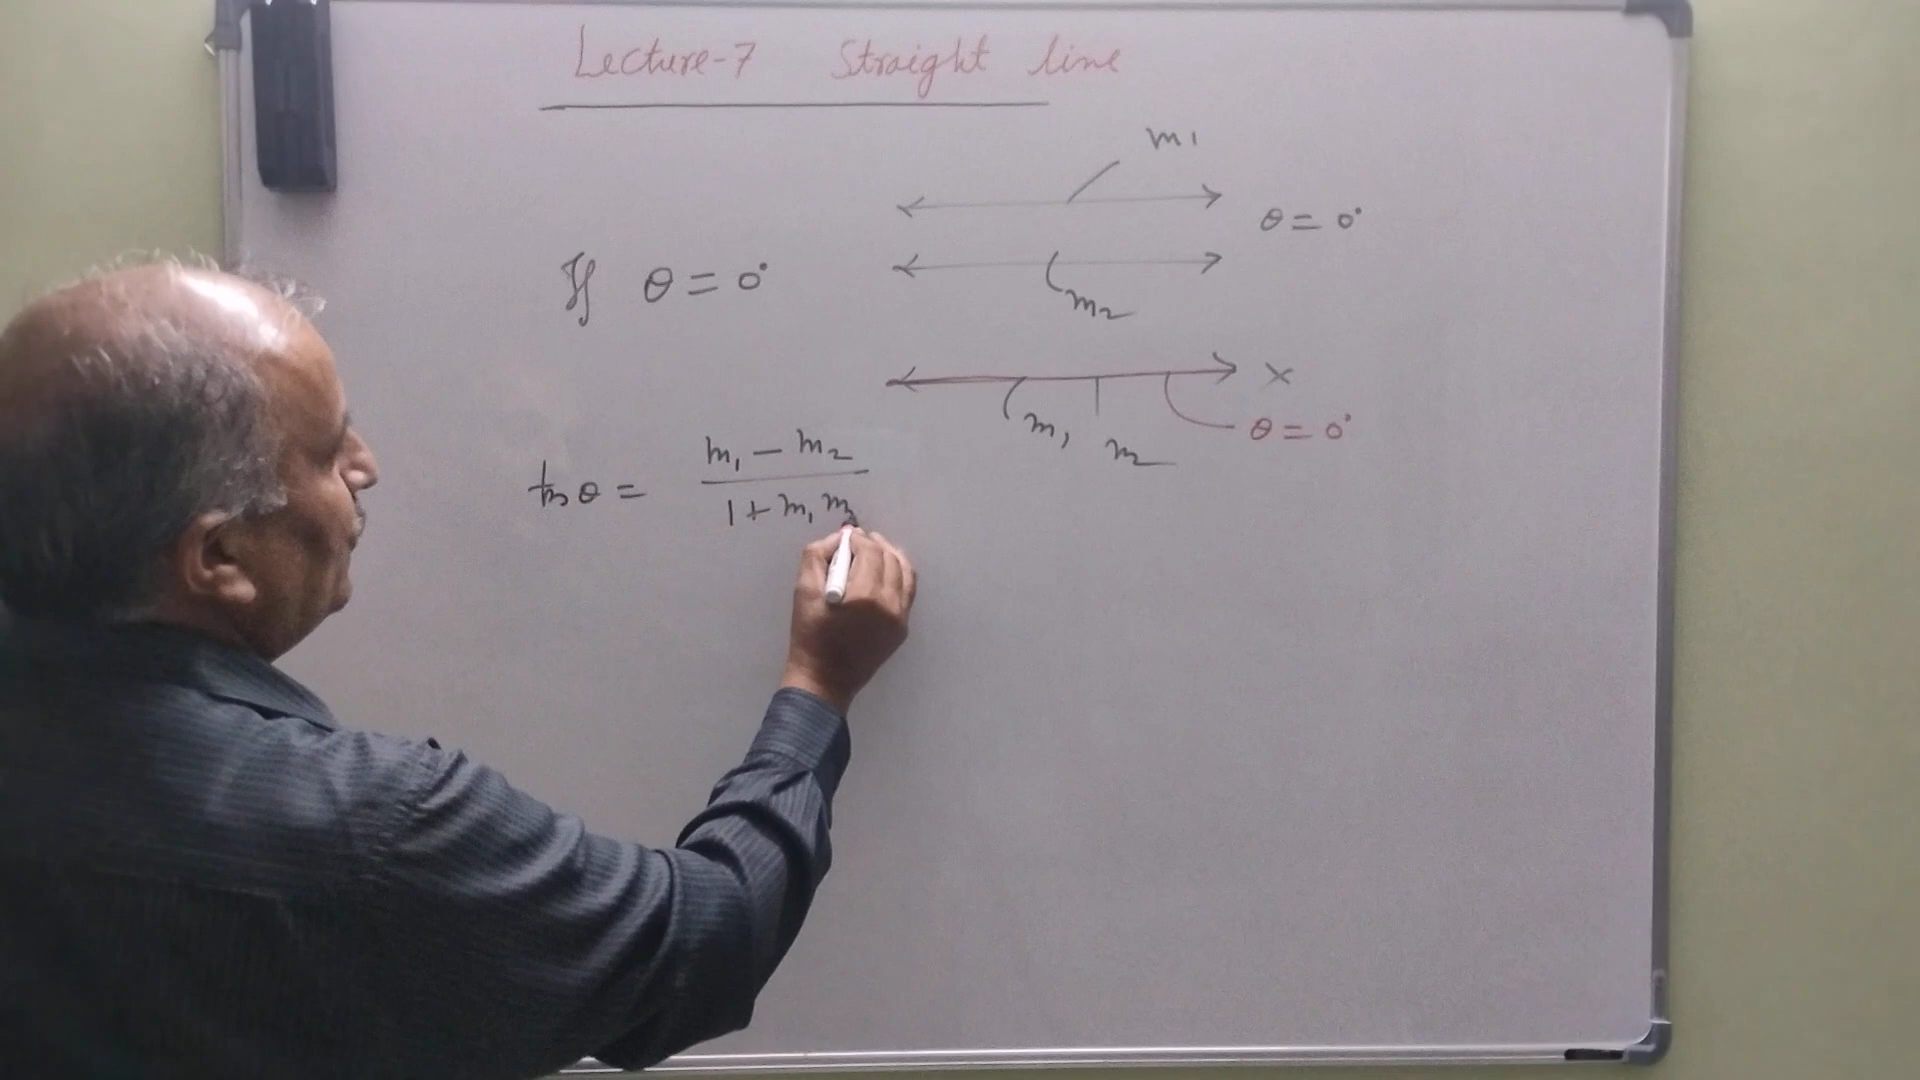 Lecture-7 Straight line
m1
θ = 0°
If θ = 0°
m2
x
m1 m2
θ = 0°
tan θ = m1 - m2
1 + m1 m2